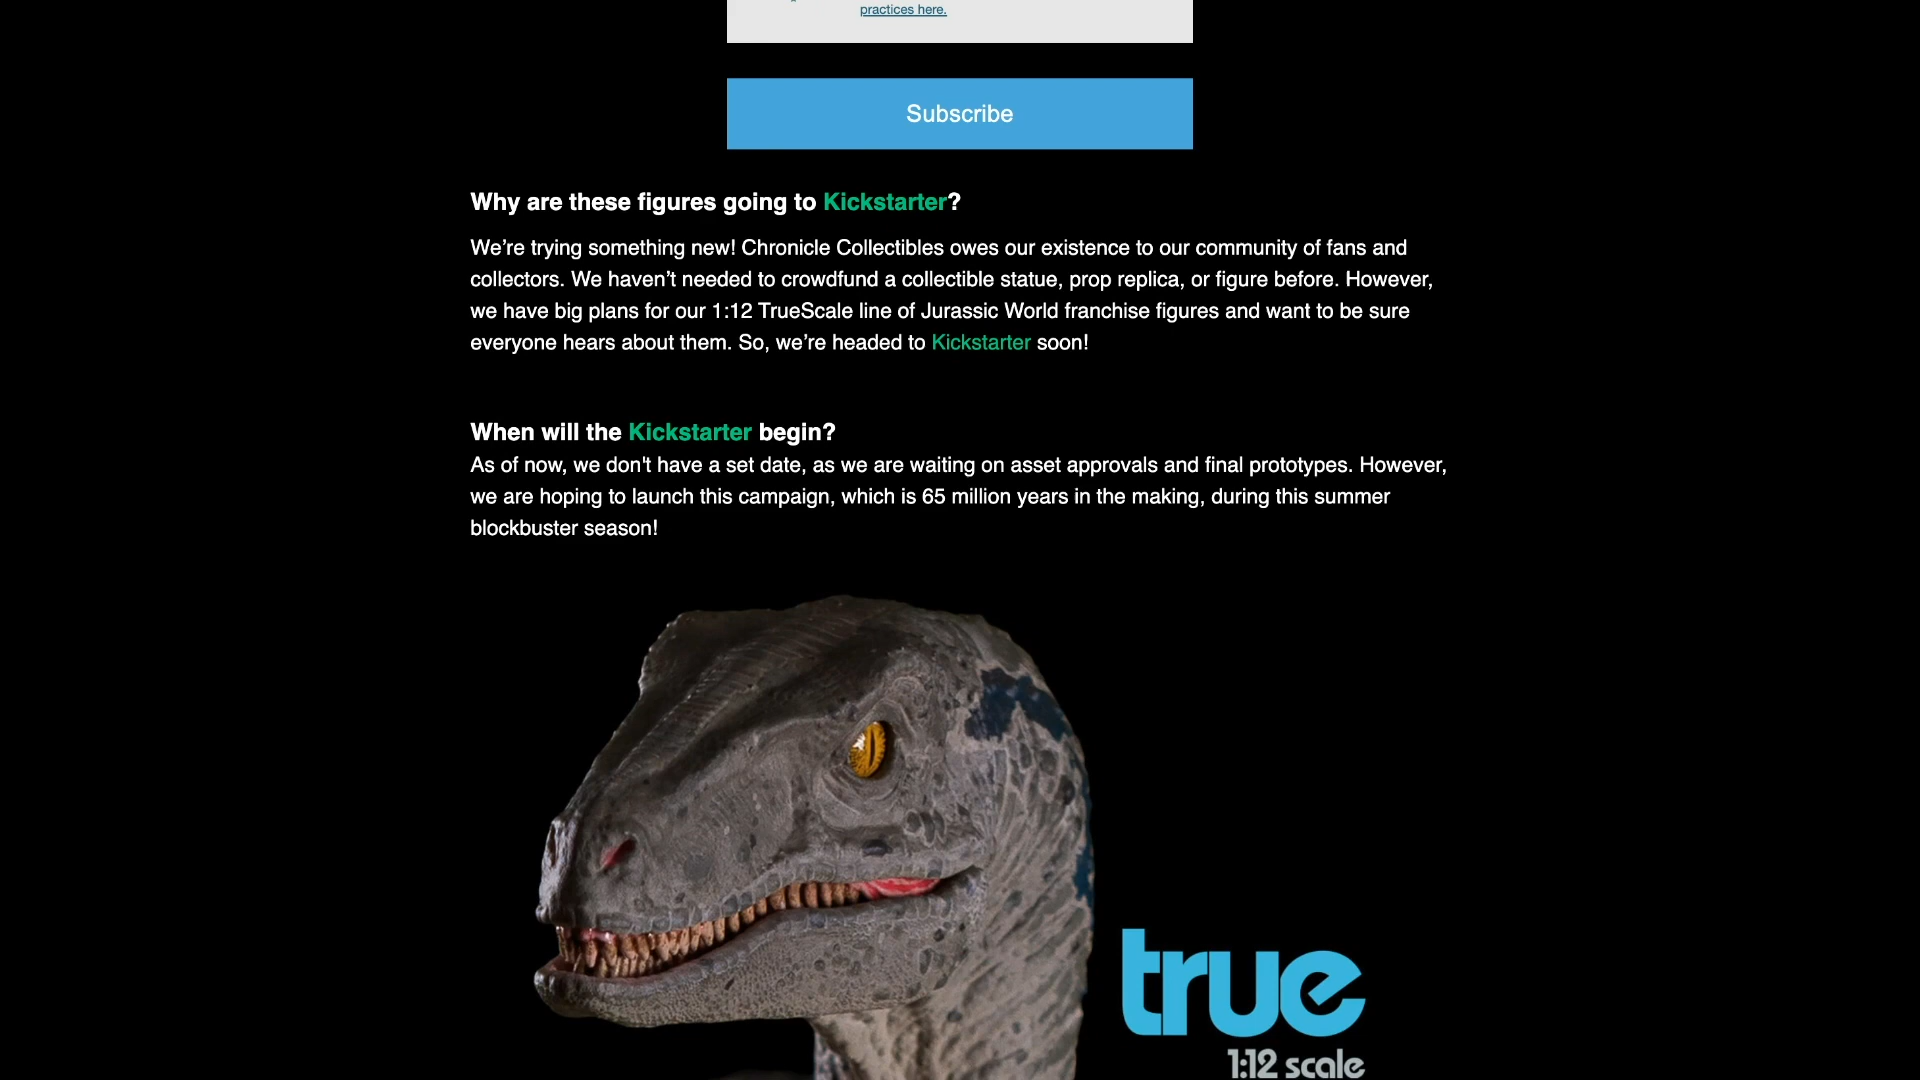 practices here.
Subscribe
Why are these figures going to Kickstarter?
We’re trying something new! Chronicle Collectibles owes our existence to our community of fans and
collectors. We haven’t needed to crowdfund a collectible statue, prop replica, or figure before. However,
we have big plans for our 1:12 TrueScale line of Jurassic World franchise figures and want to be sure
everyone hears about them. So, we’re headed to Kickstarter soon!
When will the Kickstarter begin?
As of now, we don't have a set date, as we are waiting on asset approvals and final prototypes. However,
we are hoping to launch this campaign, which is 65 million years in the making, during this summer
blockbuster season!
true
1:12 scale